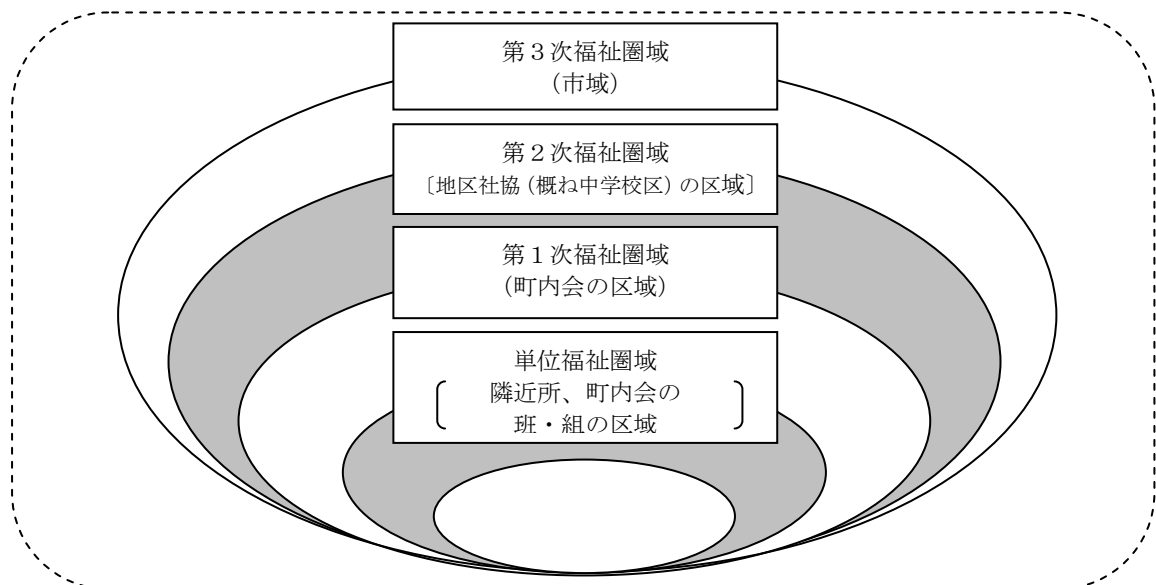 第3次福祉圏域
(市域)
第2次福祉圏域
〔地区社協(概ね中学校区)の区域〕
第1次福祉圏域
(町内会の区域)
単位福祉圏域
隣近所、町内会の
班・組の区域